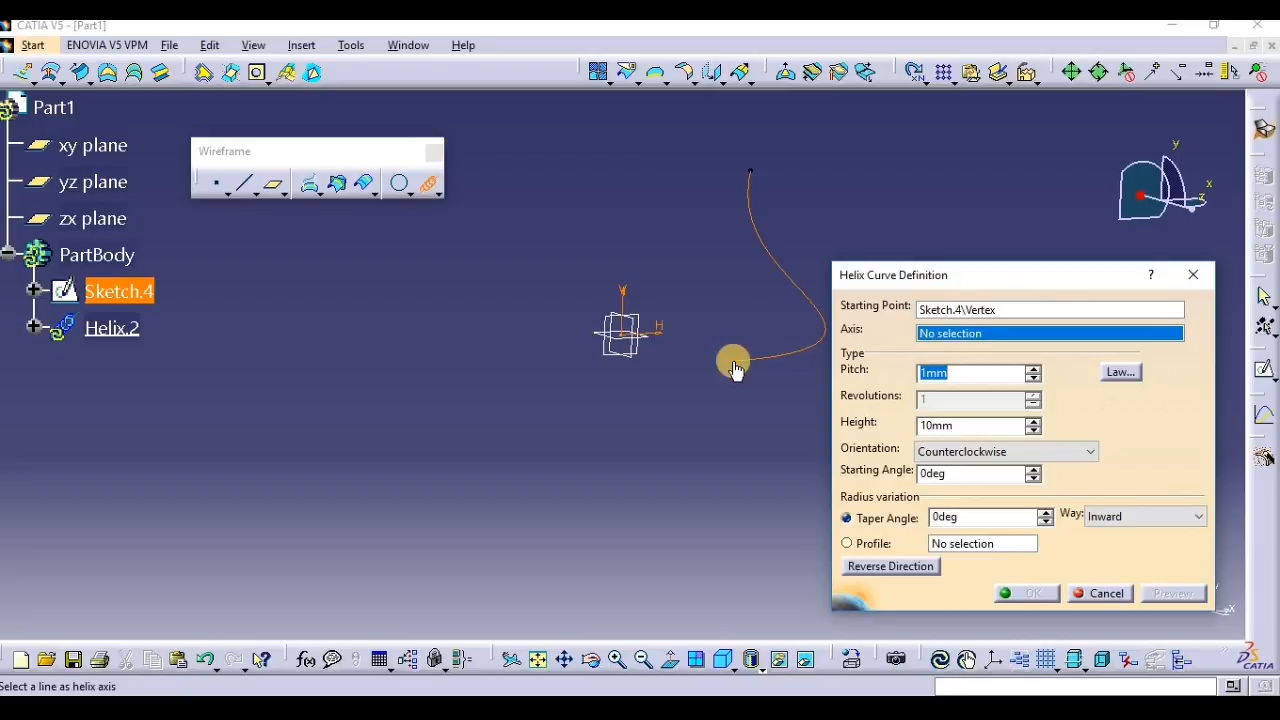 CATIA V5 - [Part1]
Start ENOVIA V5 VPM File Edit View Insert Tools Window Help
Part1
xy plane
yz plane
zx plane
PartBody
Sketch.4
Helix.2
Wireframe
V
H
y
x
z
Helix Curve Definition ? ×
Starting Point: Sketch.4\Vertex
Axis: No selection
Type
Pitch: 1mm Law...
Revolutions: 1
Height: 10mm
Orientation: Counterclockwise
Starting Angle: 0deg
Radius variation
Taper Angle: 0deg Way: Inward
Profile: No selection
Reverse Direction
OK Cancel Preview
x
CATIA
Select a line as helix axis